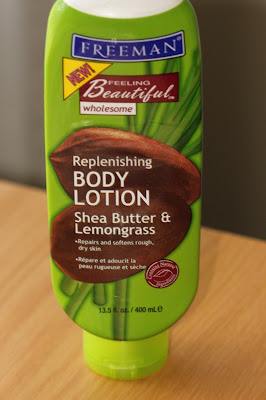 FREEMAN
NEW!
FEELING
Beautiful™
wholesome
Replenishing
BODY
LOTION
Shea Butter &
Lemongrass
•Repairs and softens rough,
dry skin
•Répare et adoucit la
peau rugueuse et sèche
13.5 fl. oz. / 400 ml ℮